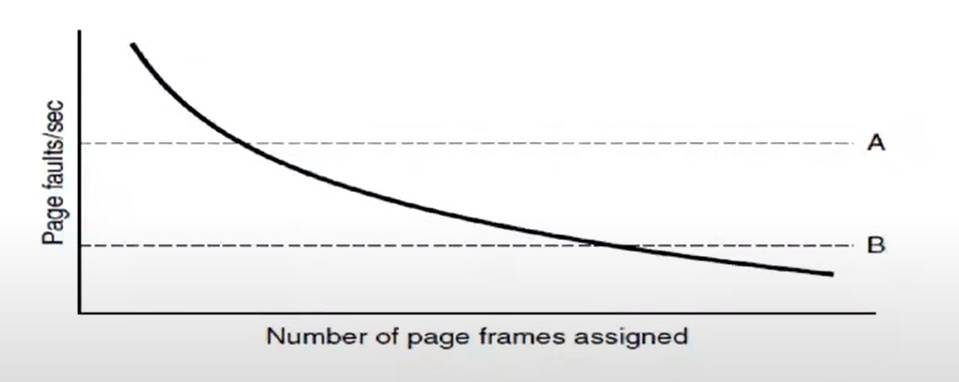 Page faults/sec
A
B
Number of page frames assigned